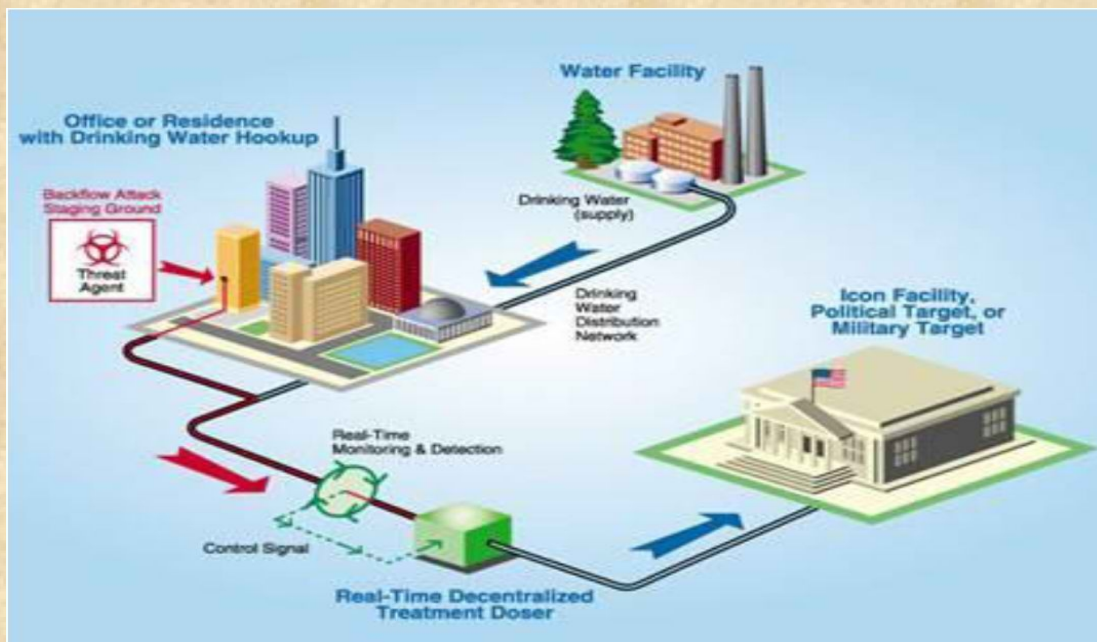 Water Facility
Office or Residence
with Drinking Water Hookup
Backflow Attack
Staging Ground
Threat
Agent
Drinking Water
(supply)
Drinking
Water
Distribution
Network
Icon Facility,
Political Target, or
Military Target
Real-Time
Monitoring & Detection
Control Signal
Real-Time Decentralized
Treatment Doser